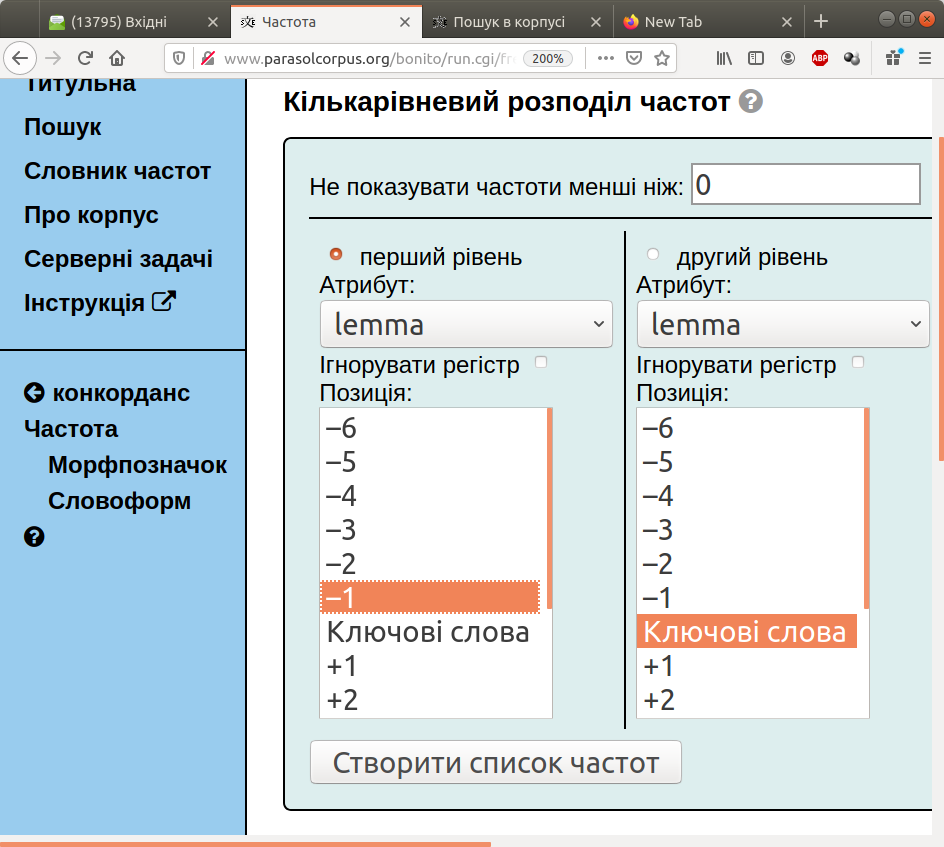 (13795) Вхідні
Частота
Пошук в корпусі
New Tab
www.parasolcorpus.org/bonito/run.cgi/fr
200%
ABP
Титульна
Пошук
Словник частот
Про корпус
Серверні задачі
Інструкція
конкорданс
Частота
Морфпозначок
Словоформ
?
Кількарівневий розподіл частот ?
Не показувати частоти менші ніж: 0
перший рівень
Атрибут:
lemma
Ігнорувати регістр
Позиція:
–6
–5
–4
–3
–2
–1
Ключові слова
+1
+2
другий рівень
Атрибут:
lemma
Ігнорувати регістр
Позиція:
–6
–5
–4
–3
–2
–1
Ключові слова
+1
+2
Створити список частот